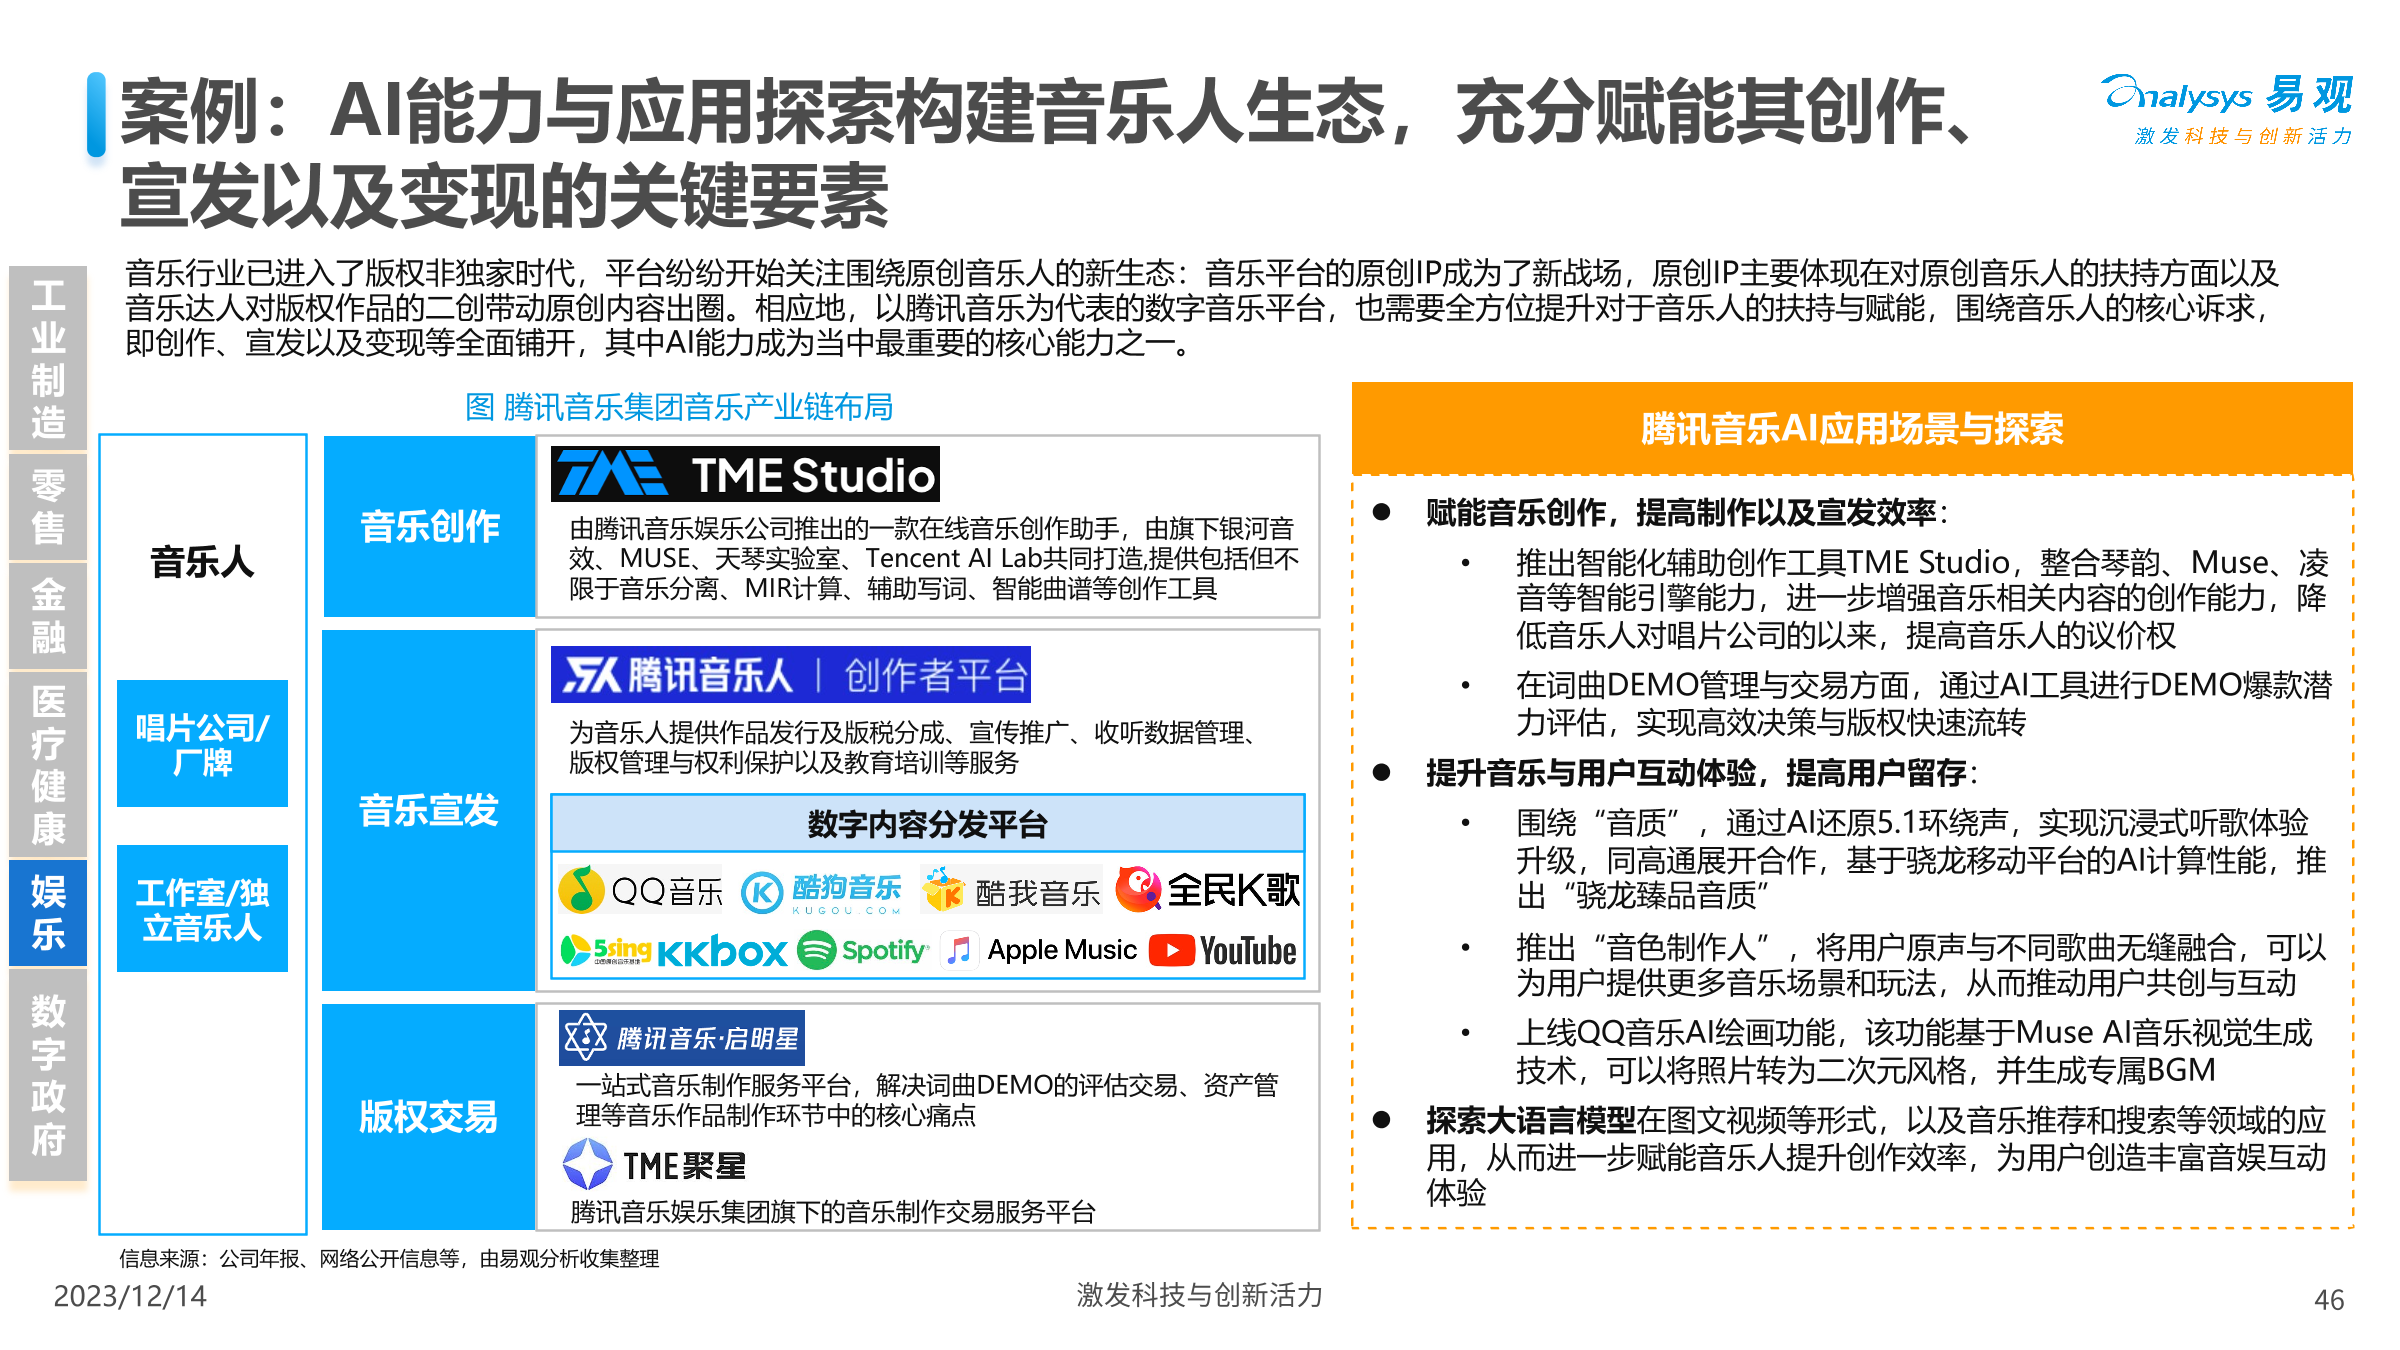 案例：AI能力与应用探索构建音乐人生态，充分赋能其创作、
宣发以及变现的关键要素
analysys 易观
激发科技与创新活力
音乐行业已进入了版权非独家时代，平台纷纷开始关注围绕原创音乐人的新生态：音乐平台的原创IP成为了新战场，原创IP主要体现在对原创音乐人的扶持方面以及
音乐达人对版权作品的二创带动原创内容出圈。相应地，以腾讯音乐为代表的数字音乐平台，也需要全方位提升对于音乐人的扶持与赋能，围绕音乐人的核心诉求，
即创作、宣发以及变现等全面铺开，其中AI能力成为当中最重要的核心能力之一。
工业制造
零售
金融
医疗健康
娱乐
数字政府
图 腾讯音乐集团音乐产业链布局
音乐人
唱片公司/
厂牌
工作室/独
立音乐人
音乐创作
TME Studio
由腾讯音乐娱乐公司推出的一款在线音乐创作助手，由旗下银河音
效、MUSE、天琴实验室、Tencent AI Lab共同打造,提供包括但不
限于音乐分离、MIR计算、辅助写词、智能曲谱等创作工具
音乐宣发
腾讯音乐人｜创作者平台
为音乐人提供作品发行及版税分成、宣传推广、收听数据管理、
版权管理与权利保护以及教育培训等服务
数字内容分发平台
QQ音乐 酷狗音乐 KUGOU.COM 酷我音乐 全民K歌
5sing 中国原创音乐基地 KKBOX Spotify Apple Music YouTube
版权交易
腾讯音乐·启明星
一站式音乐制作服务平台，解决词曲DEMO的评估交易、资产管
理等音乐作品制作环节中的核心痛点
TME聚星
腾讯音乐娱乐集团旗下的音乐制作交易服务平台
腾讯音乐AI应用场景与探索
● 赋能音乐创作，提高制作以及宣发效率：
• 推出智能化辅助创作工具TME Studio，整合琴韵、Muse、凌
音等智能引擎能力，进一步增强音乐相关内容的创作能力，降
低音乐人对唱片公司的以来，提高音乐人的议价权
• 在词曲DEMO管理与交易方面，通过AI工具进行DEMO爆款潜
力评估，实现高效决策与版权快速流转
● 提升音乐与用户互动体验，提高用户留存：
• 围绕“音质”，通过AI还原5.1环绕声，实现沉浸式听歌体验
升级，同高通展开合作，基于骁龙移动平台的AI计算性能，推
出“骁龙臻品音质”
• 推出“音色制作人”，将用户原声与不同歌曲无缝融合，可以
为用户提供更多音乐场景和玩法，从而推动用户共创与互动
• 上线QQ音乐AI绘画功能，该功能基于Muse AI音乐视觉生成
技术，可以将照片转为二次元风格，并生成专属BGM
● 探索大语言模型在图文视频等形式，以及音乐推荐和搜索等领域的应
用，从而进一步赋能音乐人提升创作效率，为用户创造丰富音娱互动
体验
信息来源：公司年报、网络公开信息等，由易观分析收集整理
2023/12/14
激发科技与创新活力
46